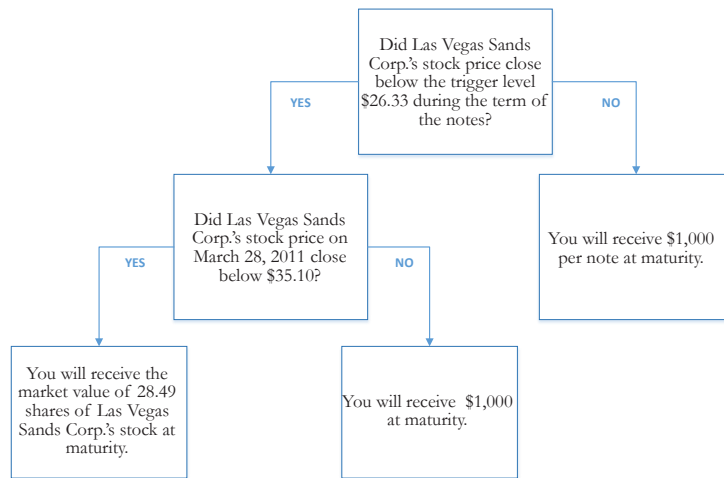 Did Las Vegas Sands
Corp.'s stock price close
below the trigger level
$26.33 during the term of
the notes?
YES
NO
Did Las Vegas Sands
Corp.'s stock price on
March 28, 2011 close
below $35.10?
You will receive $1,000
per note at maturity.
YES
NO
You will receive the
market value of 28.49
shares of Las Vegas
Sands Corp.'s stock at
maturity.
You will receive $1,000
at maturity.